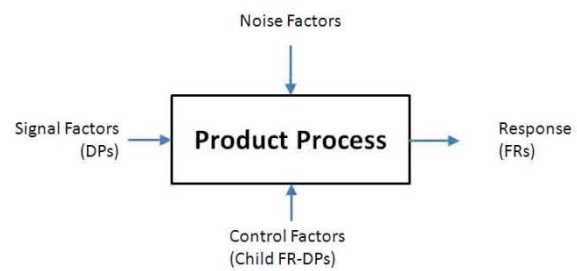 Noise Factors
Signal Factors
(DPs)
Product Process
Response
(FRs)
Control Factors
(Child FR-DPs)